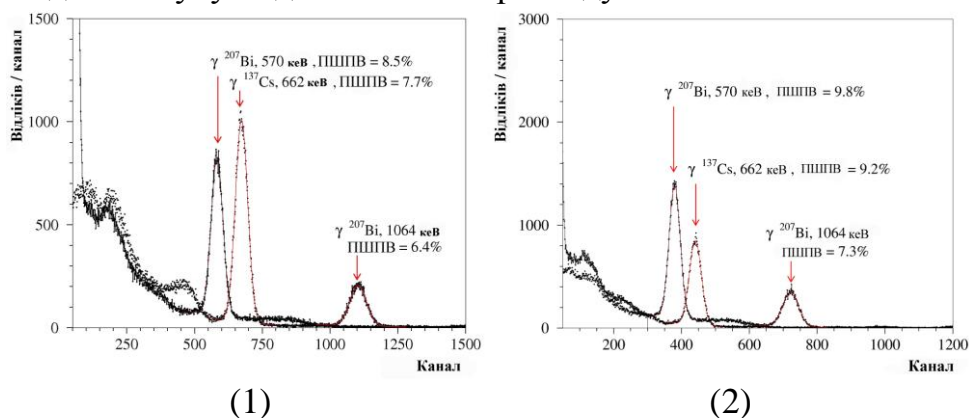 1500
1000
500
0
Відліків / канал
γ ²⁰⁷Bi, 570 кеВ , ПШПВ = 8.5%
γ ¹³⁷Cs, 662 кеВ , ПШПВ = 7.7%
γ ²⁰⁷Bi, 1064 кеВ
ПШПВ = 6.4%
250 500 750 1000 1250 1500
Канал
(1)
3000
2000
1000
0
Відліків / канал
γ ²⁰⁷Bi, 570 кеВ , ПШПВ = 9.8%
γ ¹³⁷Cs, 662 кеВ , ПШПВ = 9.2%
γ ²⁰⁷Bi, 1064 кеВ
ПШПВ = 7.3%
200 400 600 800 1000 1200
Канал
(2)